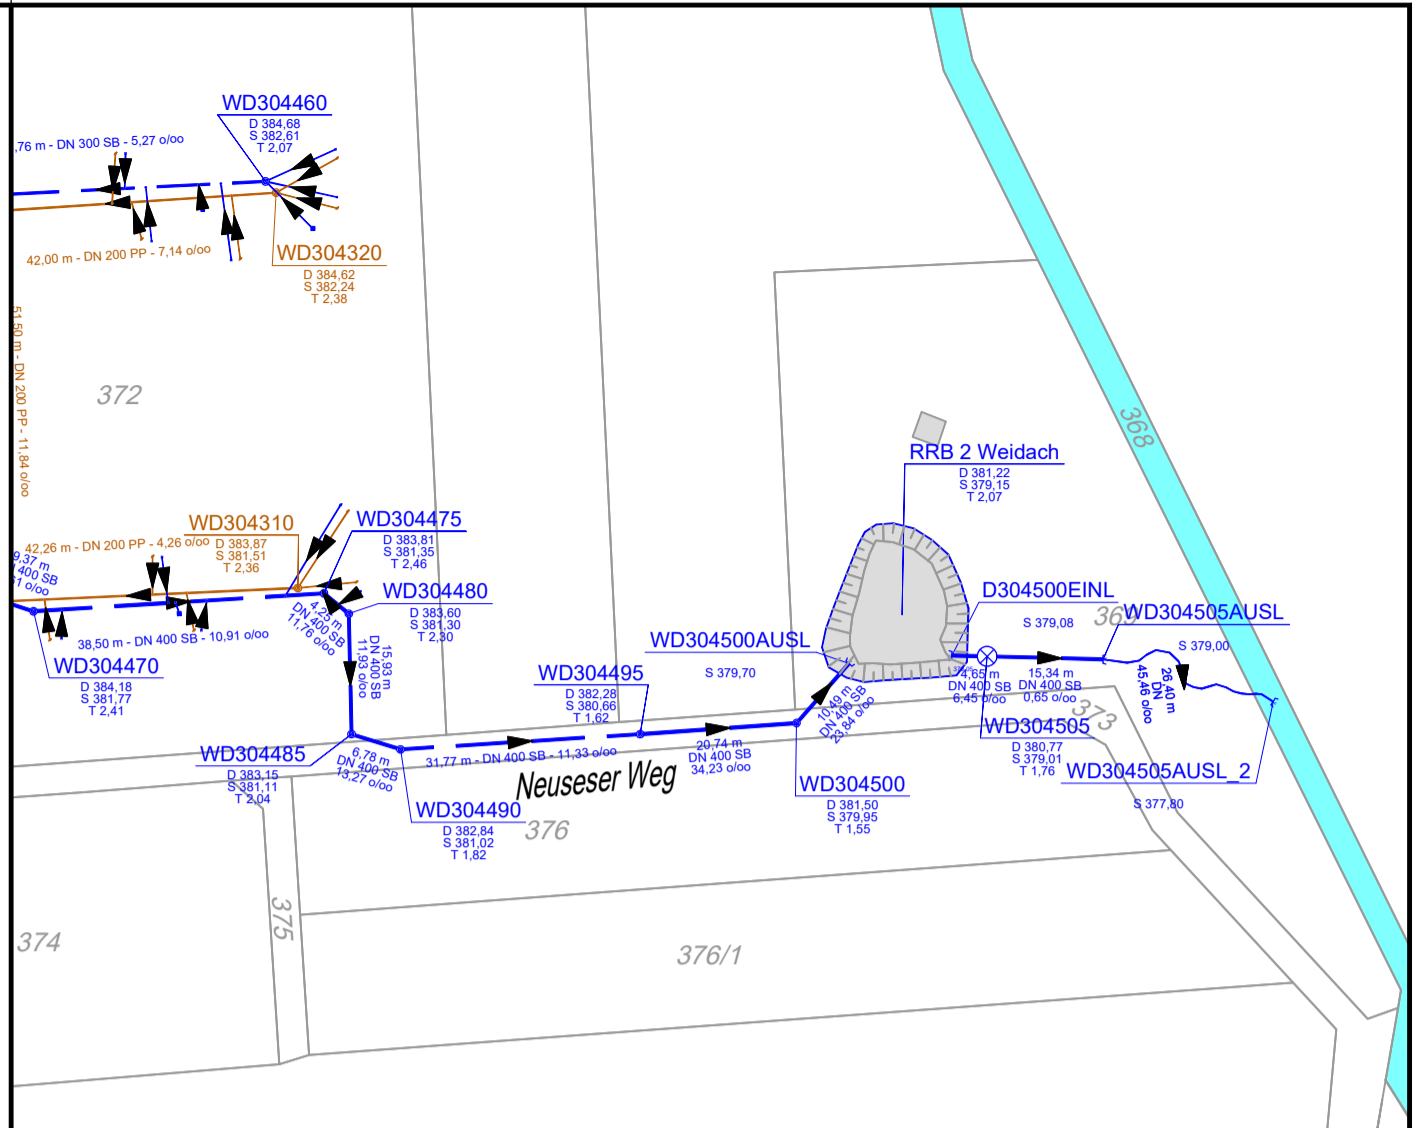 WD304460
D 384,68
S 382,61
T 2,07
,76 m - DN 300 SB - 5,27 o/oo
42,00 m - DN 200 PP - 7,14 o/oo
WD304320
D 384,62
S 382,24
T 2,38
51,50 m - DN 200 PP - 11,84 o/oo
372
368
RRB 2 Weidach
D 381,22
S 379,15
T 2,07
WD304310
D 383,87
S 381,51
T 2,36
42,26 m - DN 200 PP - 4,26 o/oo
WD304475
D 383,81
S 381,35
T 2,46
9,37 m
400 SB
1 o/oo
38,50 m - DN 400 SB - 10,91 o/oo
WD304470
D 384,18
S 381,77
T 2,41
4,25 m
DN 400 SB
11,76 o/oo
WD304480
D 383,60
S 381,30
T 2,30
15,93 m
DN 400 SB
11,93 o/oo
WD304500AUSL
S 379,70
D304500EINL
S 379,08
WD304505AUSL
S 379,00
WD304495
D 382,28
S 380,66
T 1,62
4,65 m
DN 400 SB
6,45 o/oo
15,34 m
DN 400 SB
0,65 o/oo
26,40 m
DN
45,46 o/oo
10,49 m
DN 400 SB
23,84 o/oo
373
WD304505
D 380,77
S 379,01
T 1,76
WD304505AUSL_2
S 377,80
WD304485
D 383,15
S 381,11
T 2,04
6,78 m
DN 400 SB
13,27 o/oo
31,77 m - DN 400 SB - 11,33 o/oo
20,74 m
DN 400 SB
34,23 o/oo
Neuseser Weg
WD304500
D 381,50
S 379,95
T 1,55
WD304490
D 382,84
S 381,02
T 1,82
376
375
374
376/1